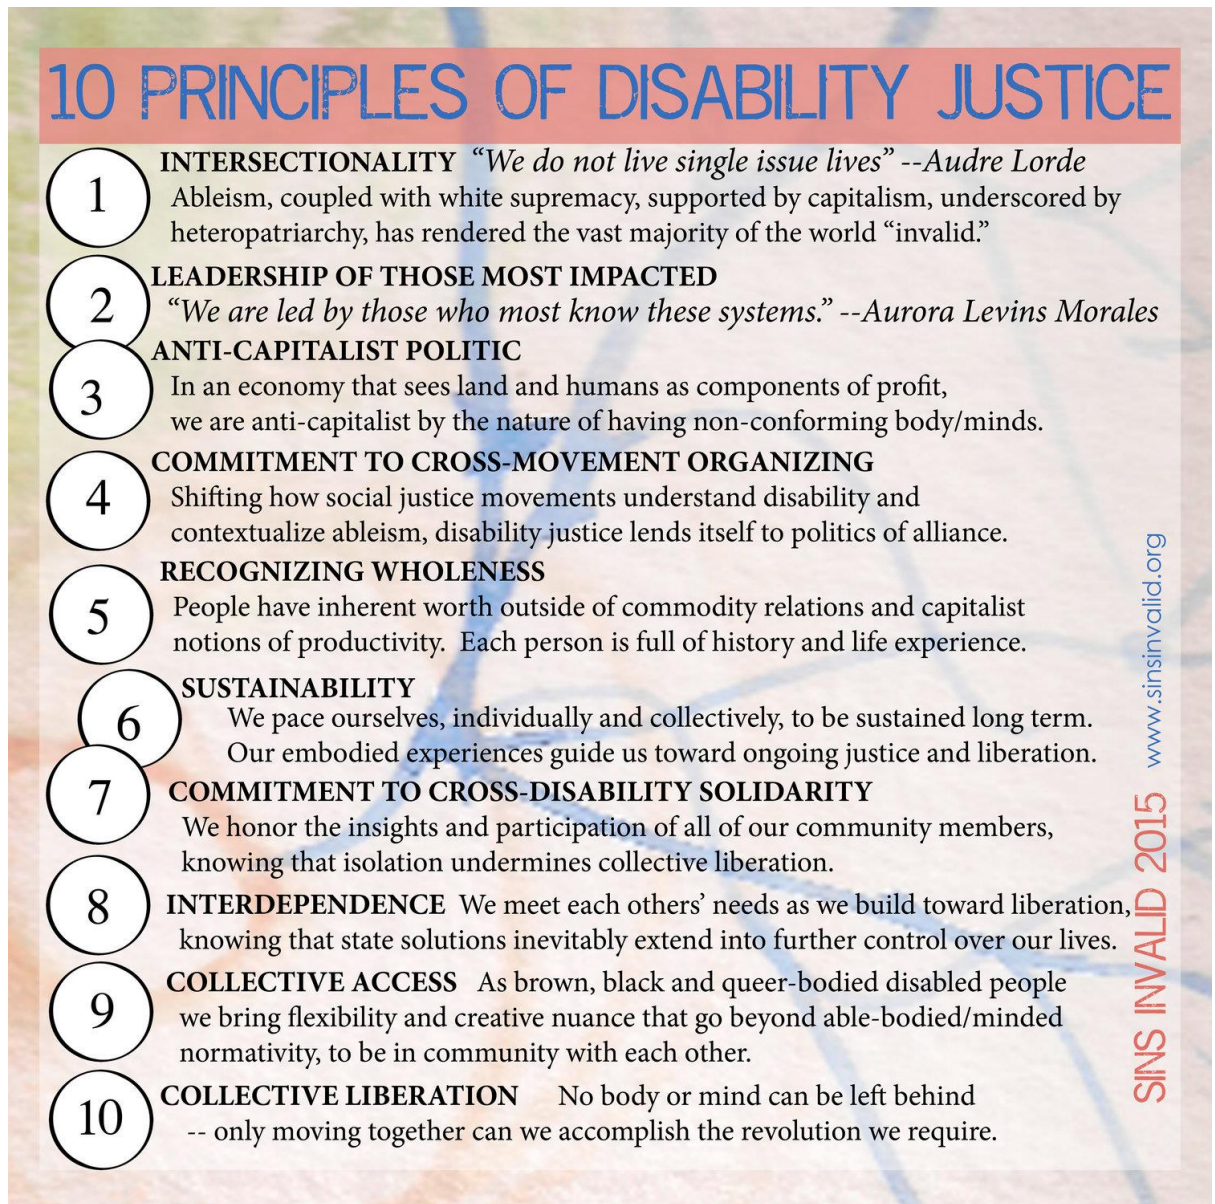 10 PRINCIPLES OF DISABILITY JUSTICE
1
INTERSECTIONALITY “We do not live single issue lives” --Audre Lorde
Ableism, coupled with white supremacy, supported by capitalism, underscored by
heteropatriarchy, has rendered the vast majority of the world “invalid.”
2
LEADERSHIP OF THOSE MOST IMPACTED
“We are led by those who most know these systems.” --Aurora Levins Morales
3
ANTI-CAPITALIST POLITIC
In an economy that sees land and humans as components of profit,
we are anti-capitalist by the nature of having non-conforming body/minds.
4
COMMITMENT TO CROSS-MOVEMENT ORGANIZING
Shifting how social justice movements understand disability and
contextualize ableism, disability justice lends itself to politics of alliance.
5
RECOGNIZING WHOLENESS
People have inherent worth outside of commodity relations and capitalist
notions of productivity. Each person is full of history and life experience.
6
SUSTAINABILITY
We pace ourselves, individually and collectively, to be sustained long term.
Our embodied experiences guide us toward ongoing justice and liberation.
7
COMMITMENT TO CROSS-DISABILITY SOLIDARITY
We honor the insights and participation of all of our community members,
knowing that isolation undermines collective liberation.
8
INTERDEPENDENCE We meet each others’ needs as we build toward liberation,
knowing that state solutions inevitably extend into further control over our lives.
9
COLLECTIVE ACCESS As brown, black and queer-bodied disabled people
we bring flexibility and creative nuance that go beyond able-bodied/minded
normativity, to be in community with each other.
10
COLLECTIVE LIBERATION No body or mind can be left behind
-- only moving together can we accomplish the revolution we require.
SINS INVALID 2015 www.sinsinvalid.org